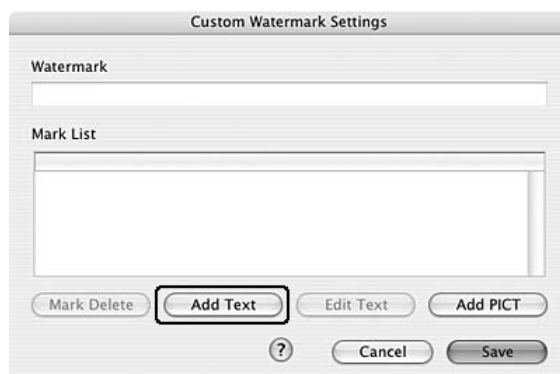 Custom Watermark Settings
Watermark
Mark List
Mark Delete Add Text Edit Text Add PICT
? Cancel Save